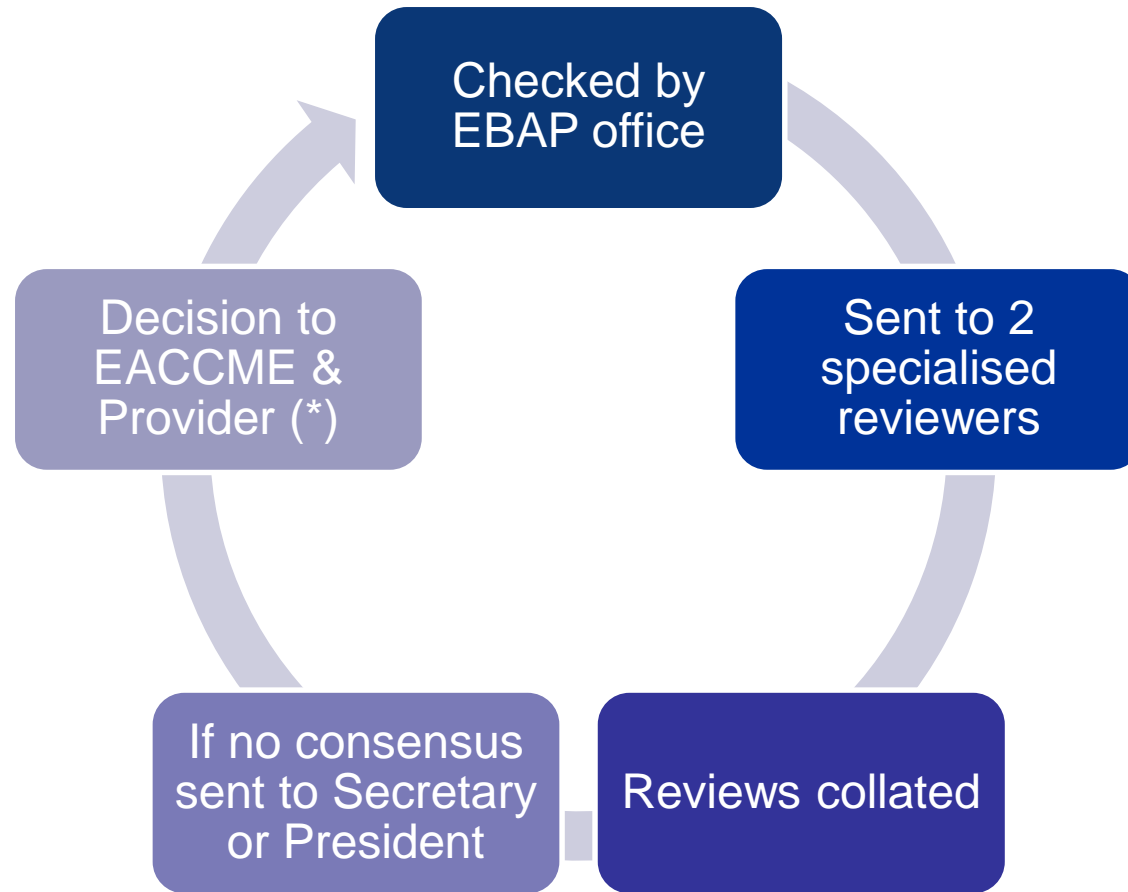 Checked by
EBAP office
Sent to 2
specialised
reviewers
Reviews collated
If no consensus
sent to Secretary
or President
Decision to
EACCME &
Provider (*)